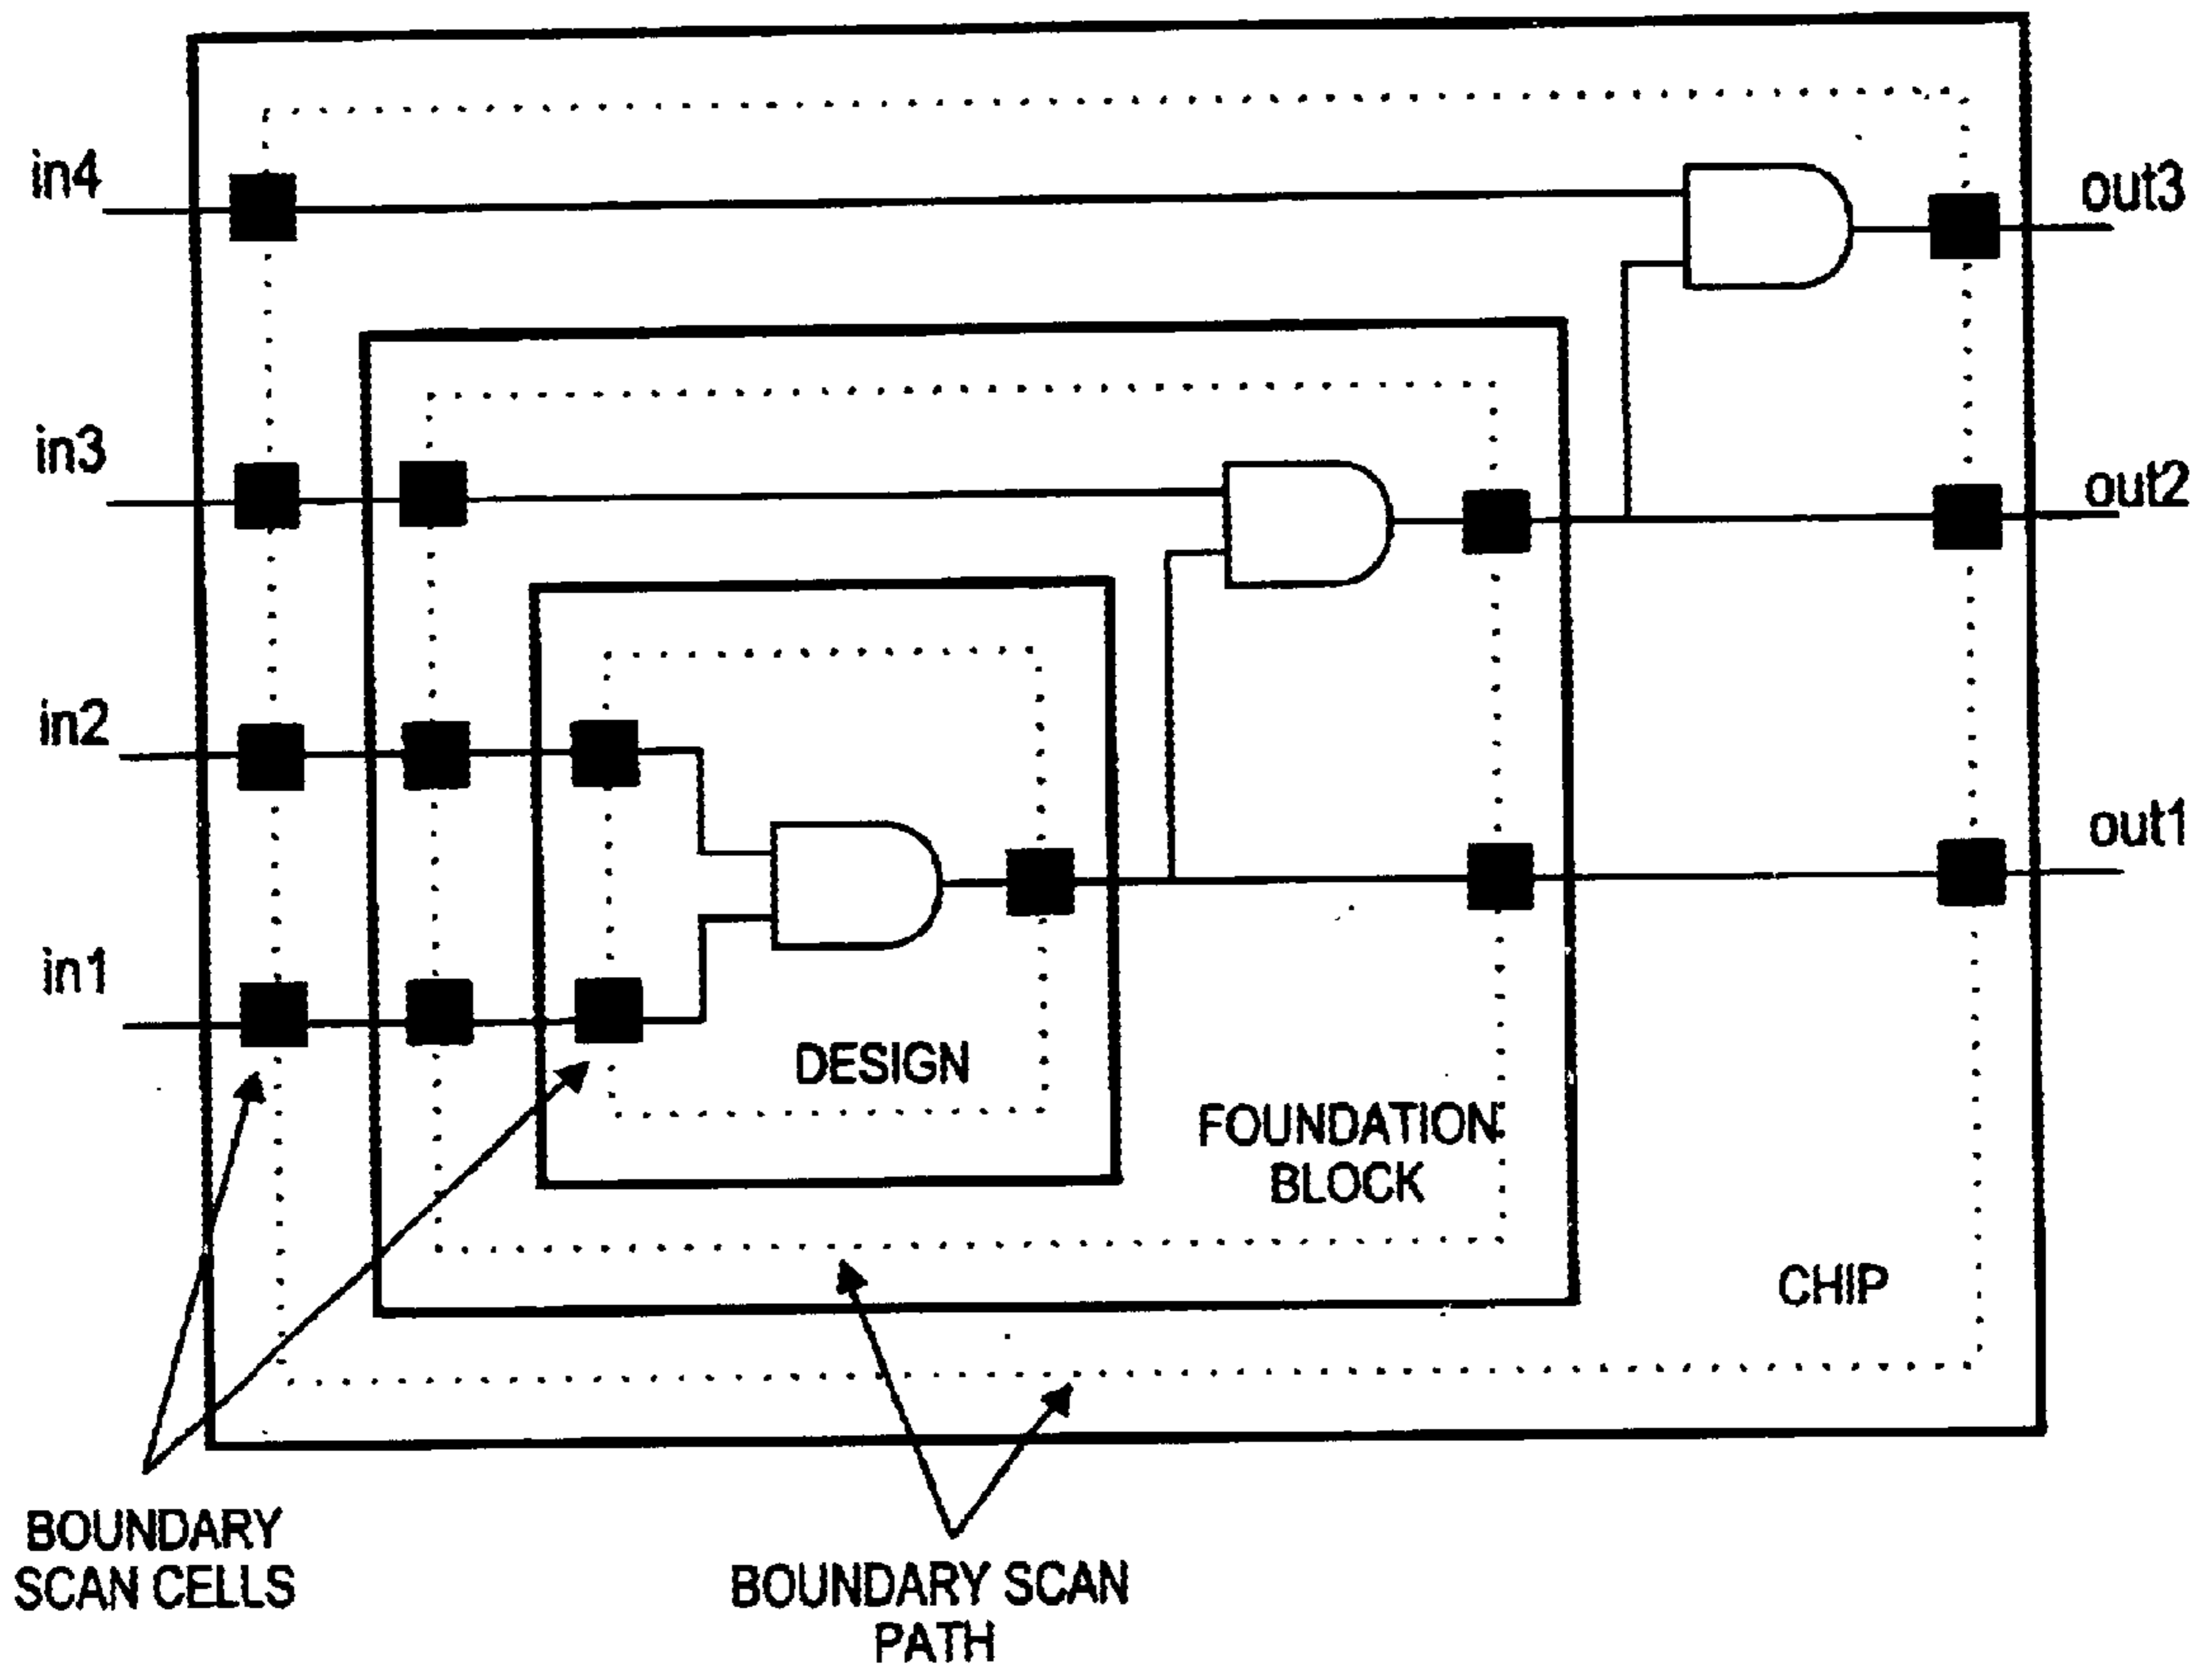 in4
out3
in3
out2
in2
out1
in1
DESIGN
FOUNDATION
BLOCK
CHIP
BOUNDARY
SCAN CELLS
BOUNDARY SCAN
PATH